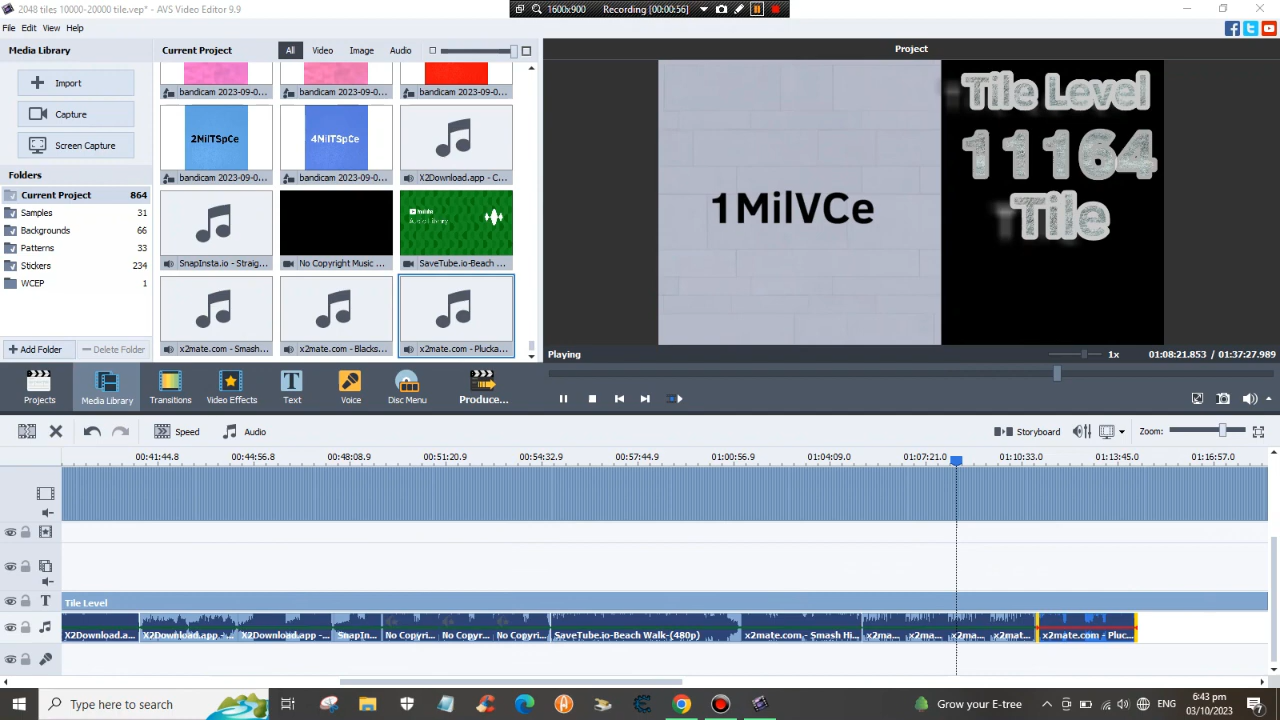 2048 tiles 10000-20000 tile.vep* - AVS Video Editor 9.9
1600x900
Recording [00:00:56]
File Edit View Help
Media Library
Import
Capture
Screen Capture
Folders
Current Project 864
Samples 31
Backgrounds 66
Patterns 33
Stickers 234
WCEP 1
Add Folder
Delete Folder
Current Project
All Video Image Audio
bandicam 2023-09-0...
bandicam 2023-09-0...
bandicam 2023-09-0...
2MilTSpCe
4MilTSpCe
bandicam 2023-09-0...
bandicam 2023-09-0...
X2Download.app - C...
SnapInsta.io - Straig...
No Copyright Music ...
SaveTube.io-Beach ...
x2mate.com - Smash...
x2mate.com - Blacks...
x2mate.com - Plucka...
Project
1MilVCe
Tile Level
11164
Tile
Playing
1x
01:08:21.853 / 01:37:27.989
Projects
Media Library
Transitions
Video Effects
Text
Voice
Disc Menu
Produce...
Speed
Audio
Storyboard
Zoom:
00:41:44.8 00:44:56.8 00:48:08.9 00:51:20.9 00:54:32.9 00:57:44.9 01:00:56.9 01:04:09.0 01:07:21.0 01:10:33.0 01:13:45.0 01:16:57.0
T Tile Level
X2Download.a... X2Download.app -... X2Download.app -... SnapIn... No Copyri... No Copy... No Copyri... SaveTube.io-Beach Walk-(480p) x2mate.com - Smash Hi... x2ma... x2ma... x2ma... x2mat... x2mate.com - Pluc...
Type here to search
Grow your E-tree
ENG
6:43 pm
03/10/2023